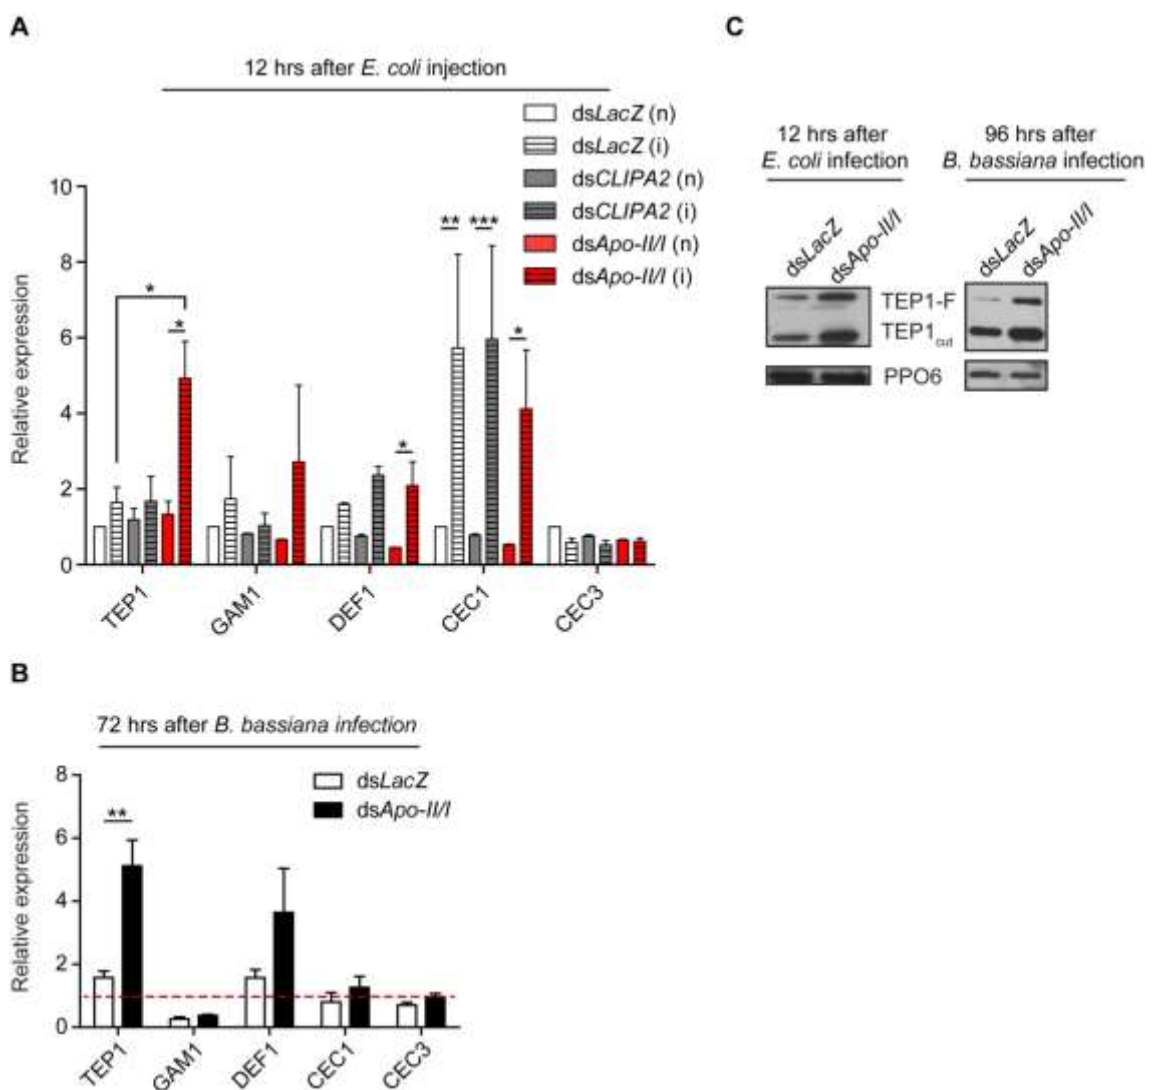 A
12 hrs after E. coli injection
dsLacZ (n)
dsLacZ (i)
dsCLIPA2 (n)
dsCLIPA2 (i)
dsApo-II/I (n)
dsApo-II/I (i)
Relative expression
10
8
6
4
2
0
*
*
*
**
***
*
TEP1
GAM1
DEF1
CEC1
CEC3
B
72 hrs after B. bassiana infection
dsLacZ
dsApo-II/I
Relative expression
8
6
4
2
0
**
TEP1
GAM1
DEF1
CEC1
CEC3
C
12 hrs after
E. coli infection
96 hrs after
B. bassiana infection
dsLacZ
dsApo-II/I
dsLacZ
dsApo-II/I
TEP1-F
TEP1cut
PPO6